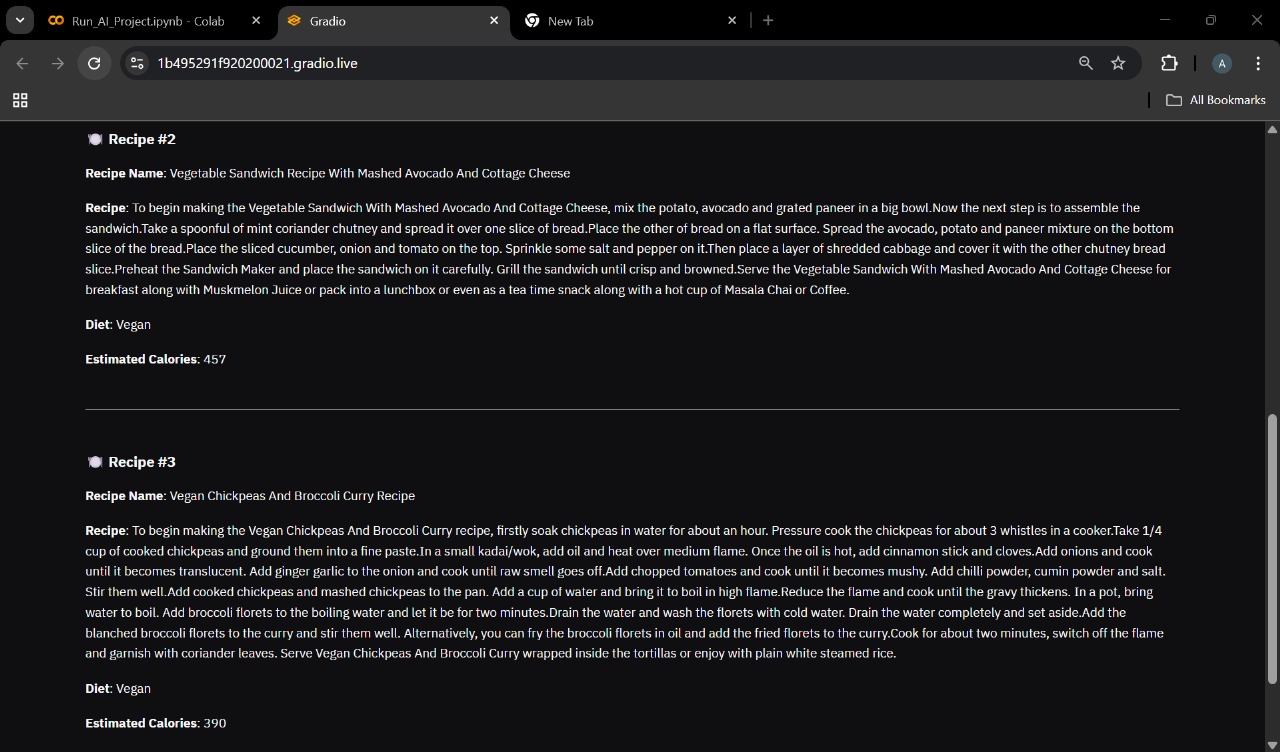 Run_AI_Project.ipynb - Colab
Gradio
New Tab
1b495291f920200021.gradio.live
A
All Bookmarks
Recipe #2
Recipe Name: Vegetable Sandwich Recipe With Mashed Avocado And Cottage Cheese
Recipe: To begin making the Vegetable Sandwich With Mashed Avocado And Cottage Cheese, mix the potato, avocado and grated paneer in a big bowl.Now the next step is to assemble the
sandwich.Take a spoonful of mint coriander chutney and spread it over one slice of bread.Place the other of bread on a flat surface. Spread the avocado, potato and paneer mixture on the bottom
slice of the bread.Place the sliced cucumber, onion and tomato on the top. Sprinkle some salt and pepper on it.Then place a layer of shredded cabbage and cover it with the other chutney bread
slice.Preheat the Sandwich Maker and place the sandwich on it carefully. Grill the sandwich until crisp and browned.Serve the Vegetable Sandwich With Mashed Avocado And Cottage Cheese for
breakfast along with Muskmelon Juice or pack into a lunchbox or even as a tea time snack along with a hot cup of Masala Chai or Coffee.
Diet: Vegan
Estimated Calories: 457
Recipe #3
Recipe Name: Vegan Chickpeas And Broccoli Curry Recipe
Recipe: To begin making the Vegan Chickpeas And Broccoli Curry recipe, firstly soak chickpeas in water for about an hour. Pressure cook the chickpeas for about 3 whistles in a cooker.Take 1/4
cup of cooked chickpeas and ground them into a fine paste.In a small kadai/wok, add oil and heat over medium flame. Once the oil is hot, add cinnamon stick and cloves.Add onions and cook
until it becomes translucent. Add ginger garlic to the onion and cook until raw smell goes off.Add chopped tomatoes and cook until it becomes mushy. Add chilli powder, cumin powder and salt.
Stir them well.Add cooked chickpeas and mashed chickpeas to the pan. Add a cup of water and bring it to boil in high flame.Reduce the flame and cook until the gravy thickens. In a pot, bring
water to boil. Add broccoli florets to the boiling water and let it be for two minutes.Drain the water and wash the florets with cold water. Drain the water completely and set aside.Add the
blanched broccoli florets to the curry and stir them well. Alternatively, you can fry the broccoli florets in oil and add the fried florets to the curry.Cook for about two minutes, switch off the flame
and garnish with coriander leaves. Serve Vegan Chickpeas And Broccoli Curry wrapped inside the tortillas or enjoy with plain white steamed rice.
Diet: Vegan
Estimated Calories: 390